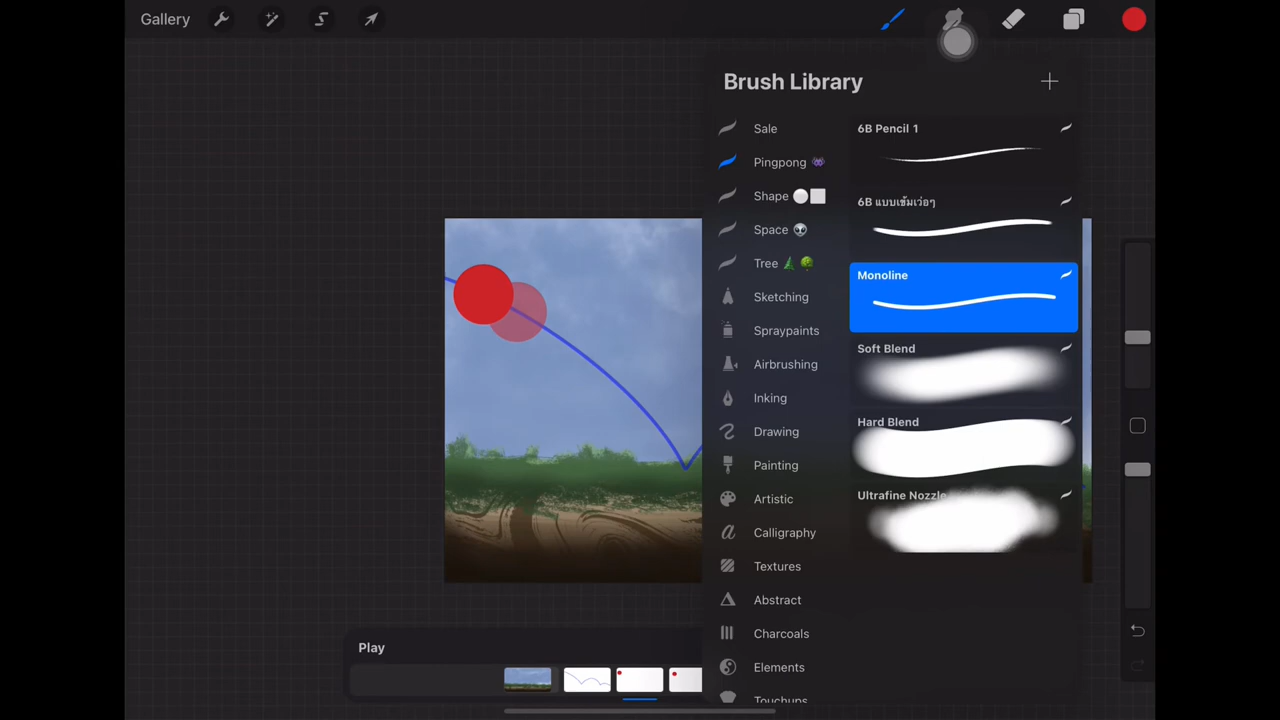 Gallery
Brush Library
Sale
Pingpong 👾
Shape ⚪⬜
Space 👽
Tree 🌲🌳
Sketching
Spraypaints
Airbrushing
Inking
Drawing
Painting
Artistic
Calligraphy
Textures
Abstract
Charcoals
Elements
Touchups
6B Pencil 1
6B แบบเข้มเว่อๆ
Monoline
Soft Blend
Hard Blend
Ultrafine Nozzle
Play